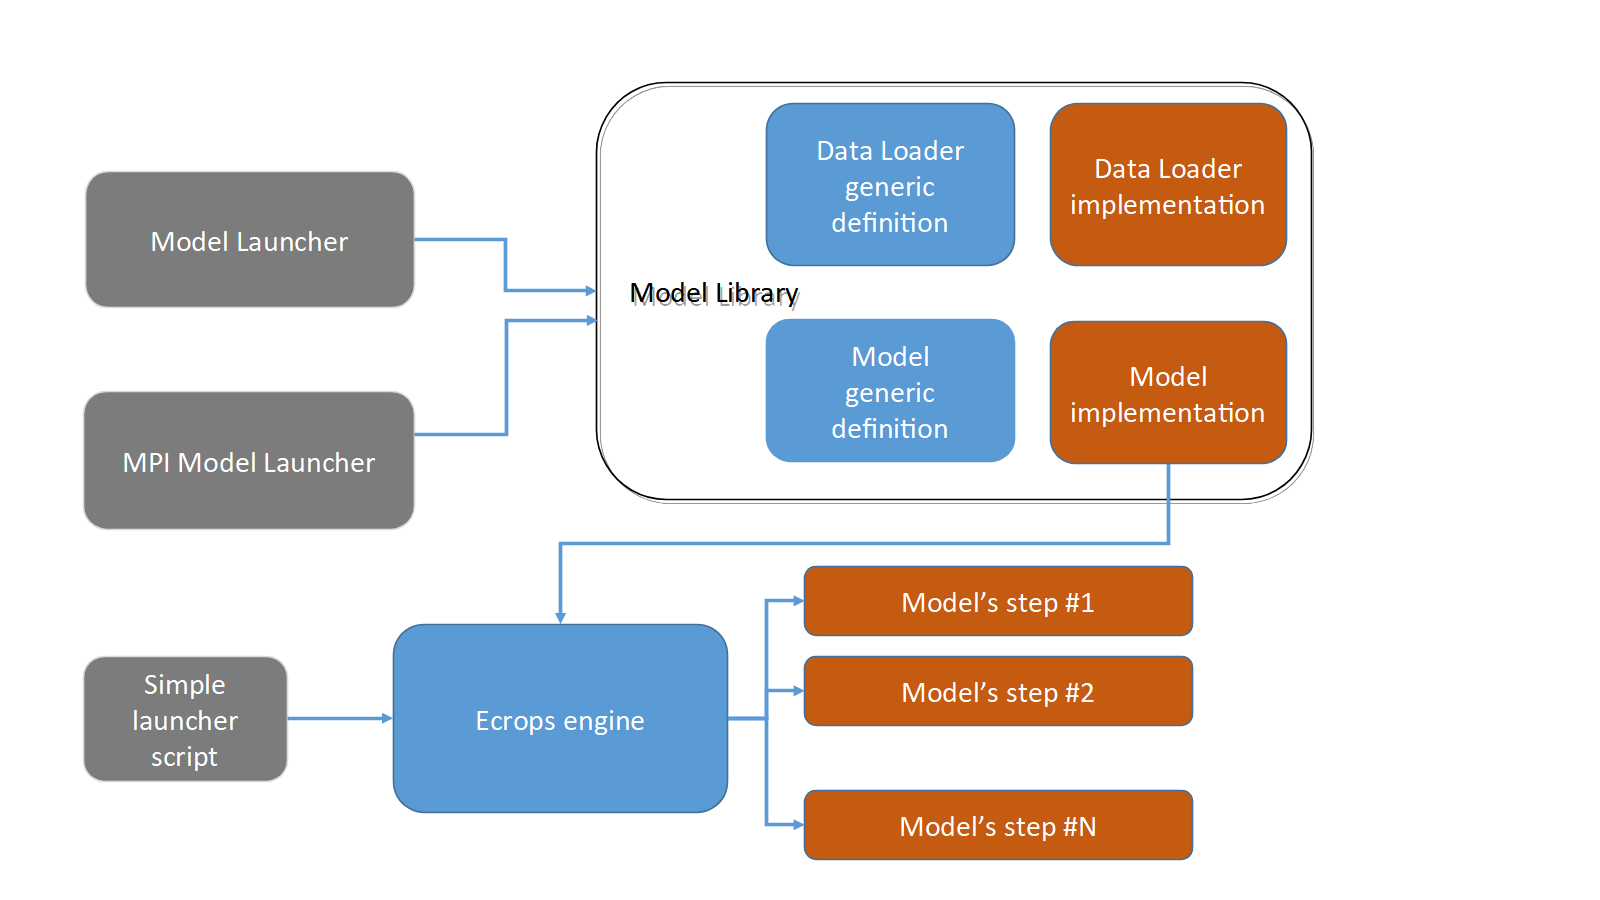 Data Loader
generic
definition
Data Loader
implementation
Model Launcher
Model Library
Model
generic
definition
Model
implementation
MPI Model Launcher
Model’s step #1
Model’s step #2
Simple
launcher
script
Ecrops engine
Model’s step #N